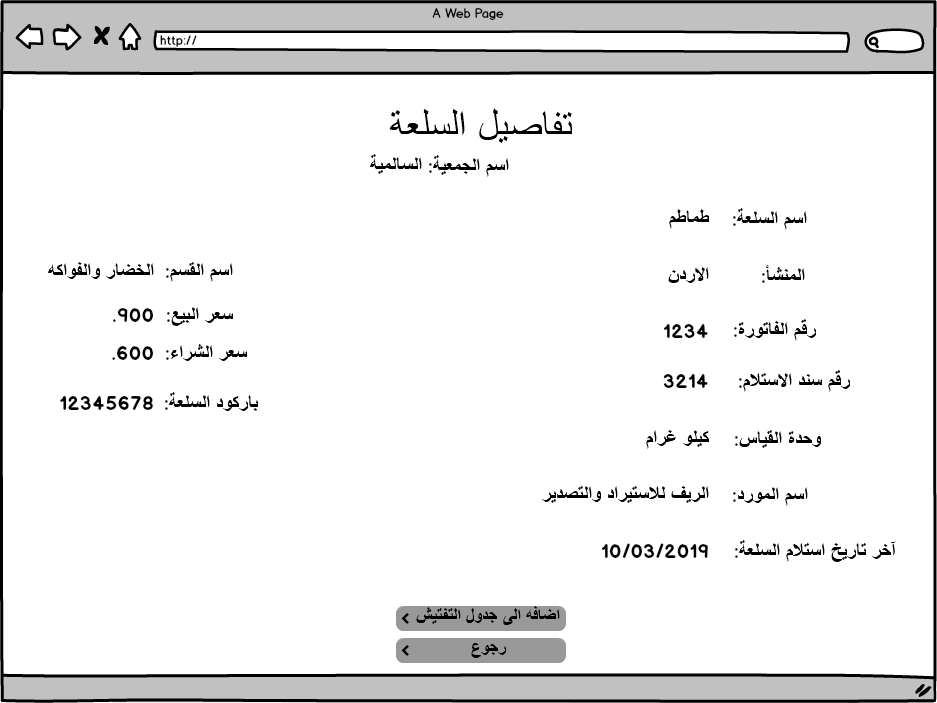 A Web Page
http://
تفاصيل السلعة
اسم الجمعية: السالمية
اسم السلعة: طماطم
المنشأ: الاردن
رقم الفاتورة: 1234
رقم سند الاستلام: 3214
وحدة القياس: كيلو غرام
اسم المورد: الريف للاستيراد والتصدير
آخر تاريخ استلام السلعة: 10/03/2019
اسم القسم: الخضار والفواكه
سعر البيع: 900.
سعر الشراء: 600.
باركود السلعة: 12345678
اضافه الى جدول التفتيش
رجوع